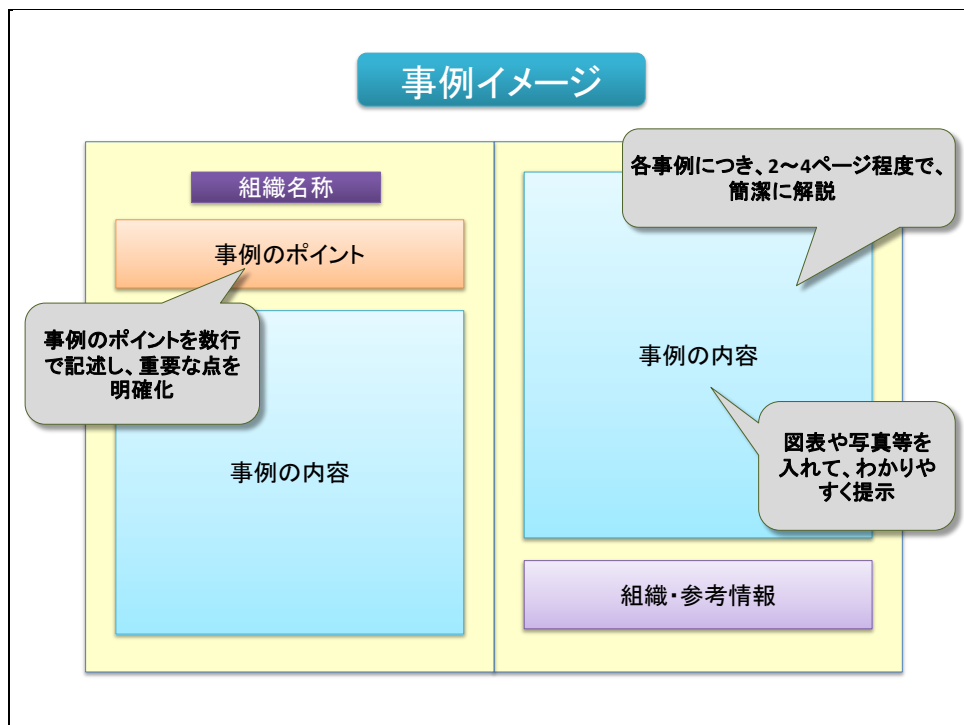 事例イメージ
組織名称
事例のポイント
事例のポイントを数行
で記述し、重要な点を
明確化
事例の内容
各事例につき、2～4ページ程度で、
簡潔に解説
事例の内容
図表や写真等を
入れて、わかりや
すく提示
組織・参考情報